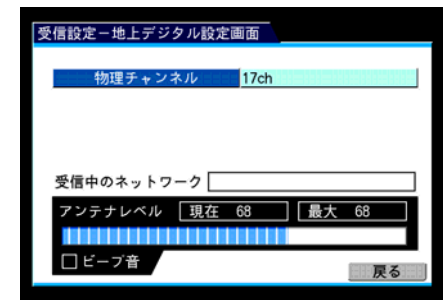 受信設定－地上デジタル設定画面
物理チャンネル 17ch
受信中のネットワーク
アンテナレベル 現在 68 最大 68
ビープ音
戻る